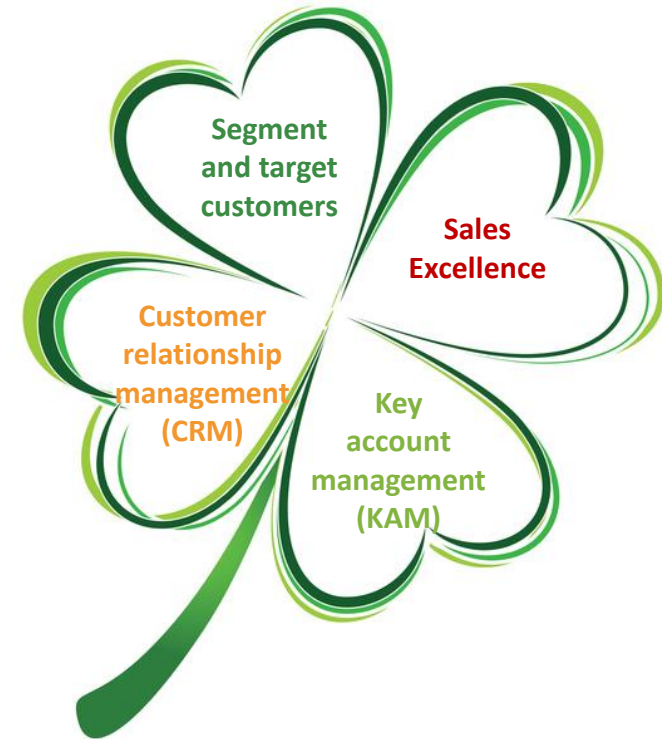 Segment
and target
customers
Sales
Excellence
Customer
relationship
management
(CRM)
Key
account
management
(KAM)